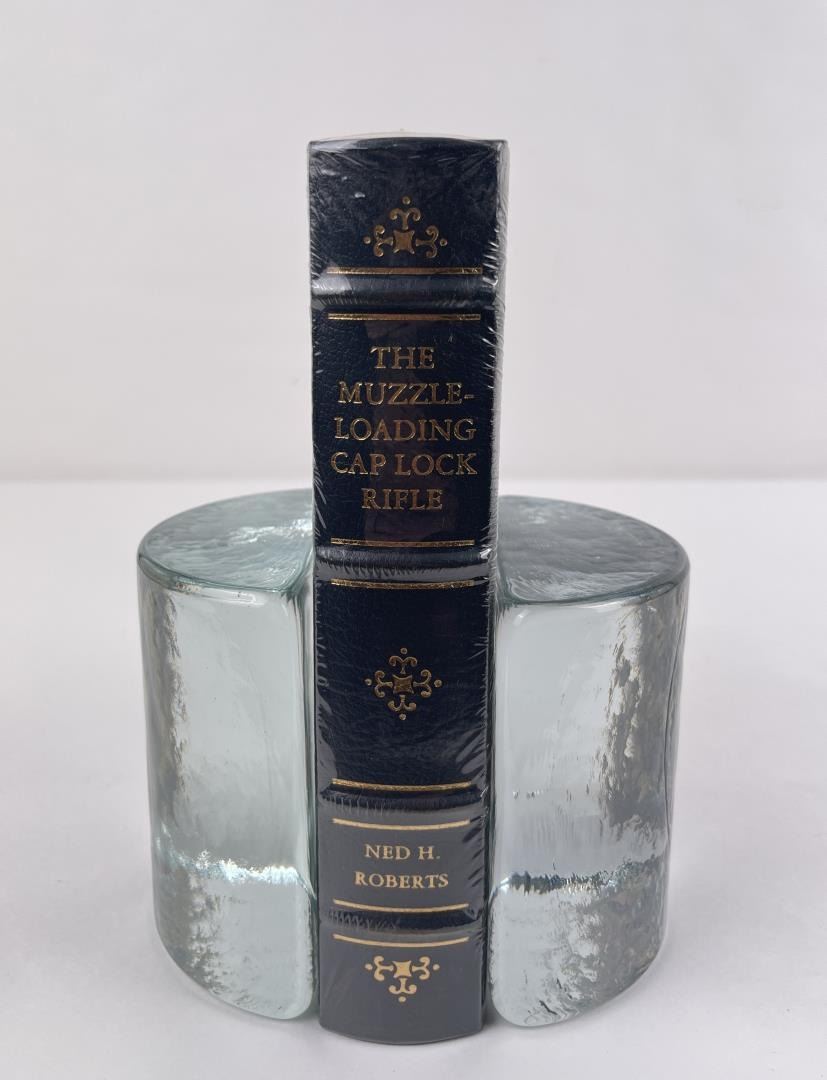 THE
MUZZLE-
LOADING
CAP LOCK
RIFLE
NED H.
ROBERTS